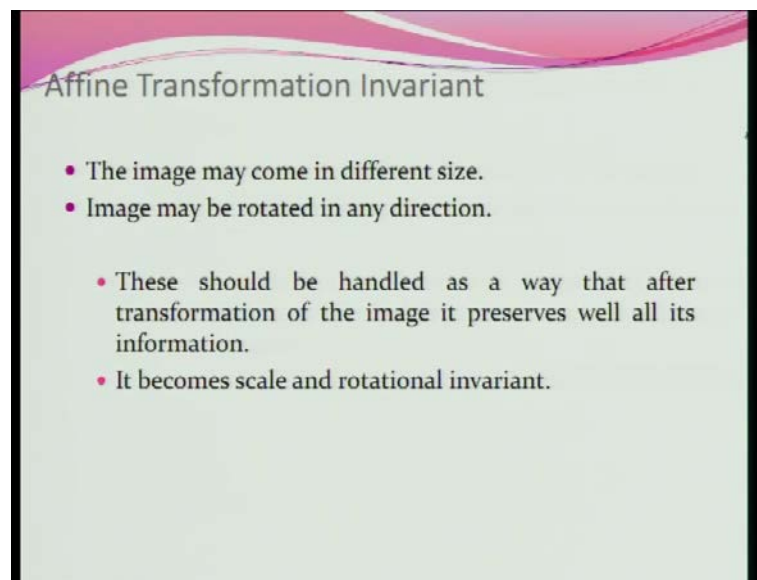 Affine Transformation Invariant
• The image may come in different size.
• Image may be rotated in any direction.
• These should be handled as a way that after
transformation of the image it preserves well all its
information.
• It becomes scale and rotational invariant.